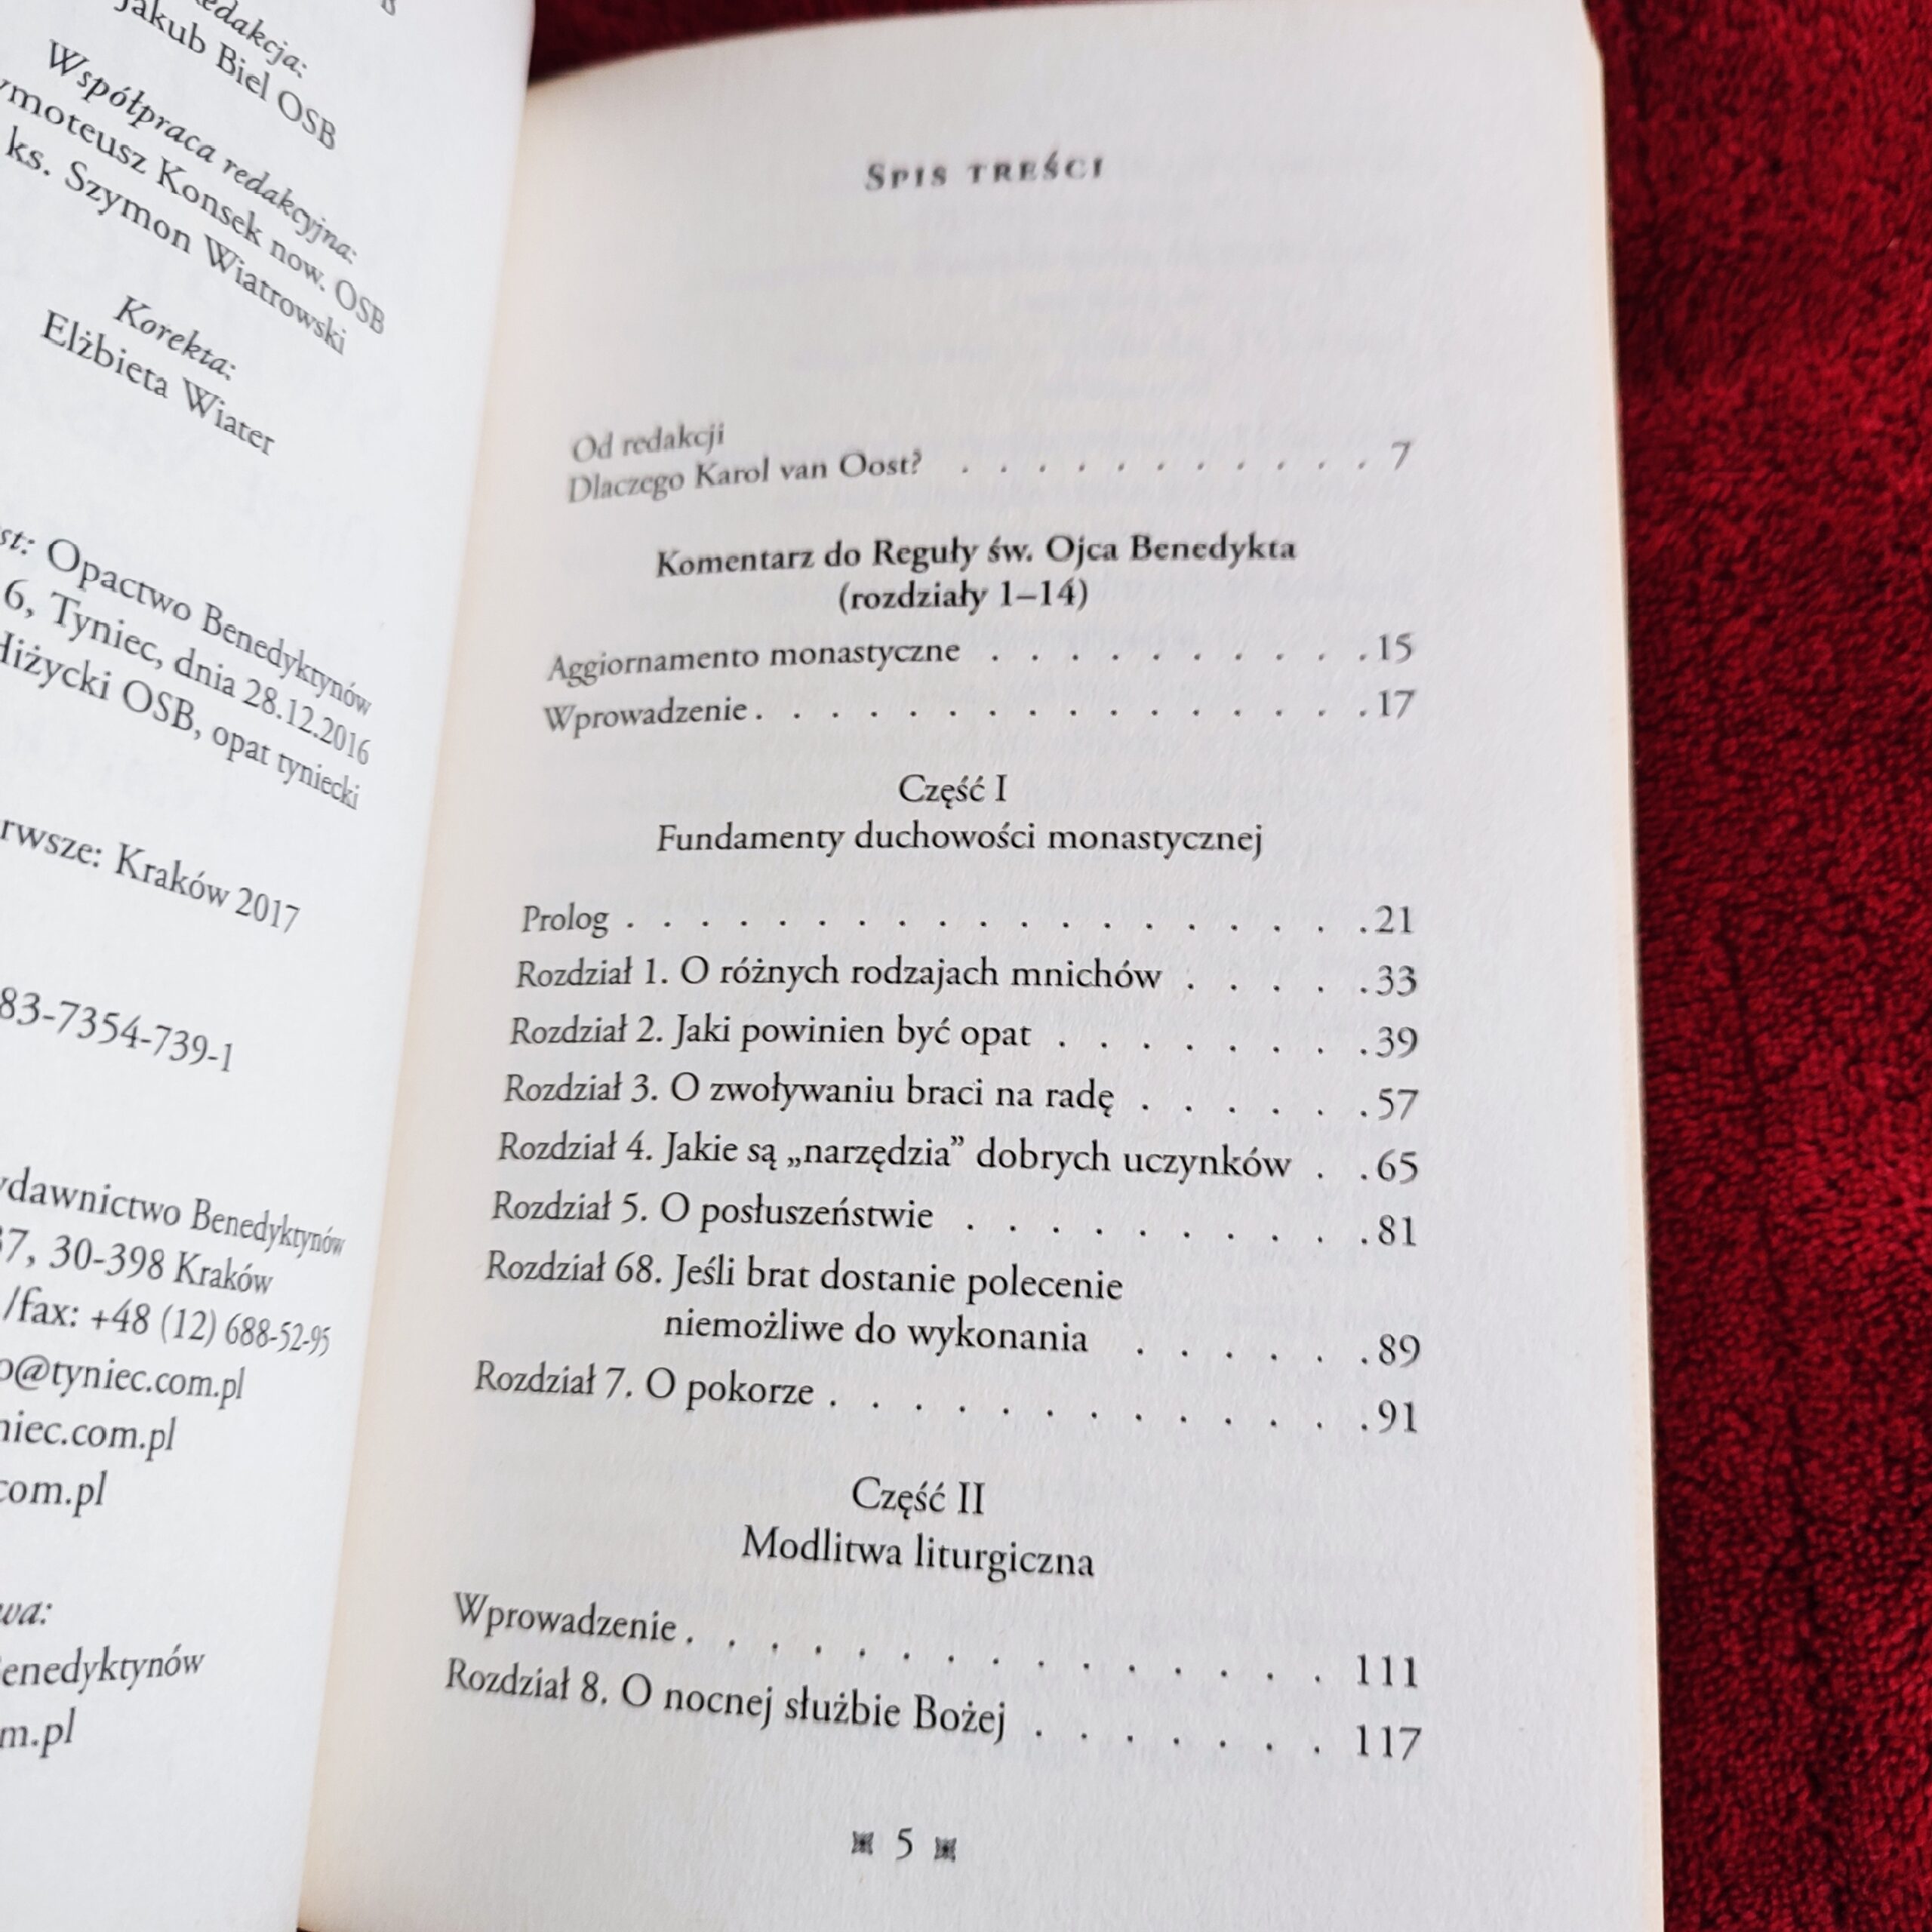 Redakcja:
Jakub Biel OSB
Współpraca redakcyjna:
Konsek now. OSB
ks. Szymon Wiatrowski
Korekta:
Elżbieta Wiater
Opactwo Benedyktynów
6, Tyniec, dnia 28.12.2016
OSB, opat tyniecki
Kraków 2017
83-7354-739-1
Benedyktynów
37, 30-398 Kraków
/fax: +48 (12) 688-52-95
o@tyniec.com.pl
niec.com.pl
com.pl
wa:
enedyktynów
m.pl
Spis treści
Od redakcji
Dlaczego Karol van Oost? . . . . . . . . . . . 7
Komentarz do Reguły św. Ojca Benedykta
(rozdziały 1–14)
Aggiornamento monastyczne . . . . . . . . . . 15
Wprowadzenie . . . . . . . . . . . . . . . . 17
Część I
Fundamenty duchowości monastycznej
Prolog . . . . . . . . . . . . . . . . . . 21
Rozdział 1. O różnych rodzajach mnichów . . . . . 33
Rozdział 2. Jaki powinien być opat . . . . . . . . 39
Rozdział 3. O zwoływaniu braci na radę . . . . . . 57
Rozdział 4. Jakie są „narzędzia” dobrych uczynków . . 65
Rozdział 5. O posłuszeństwie . . . . . . . . . . 81
Rozdział 68. Jeśli brat dostanie polecenie
niemożliwe do wykonania . . . . . . 89
Rozdział 7. O pokorze . . . . . . . . . . . . . 91
Część II
Modlitwa liturgiczna
Wprowadzenie . . . . . . . . . . . . . . . 111
Rozdział 8. O nocnej służbie Bożej . . . . . . . 117
5